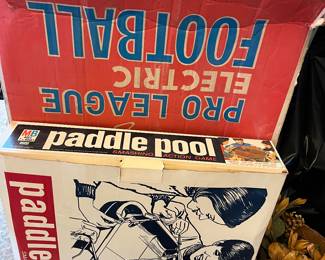 PRO LEAGUE
ELECTRIC
FOOTBALL
MB
paddle pool
SMASHING ACTION GAME
paddle